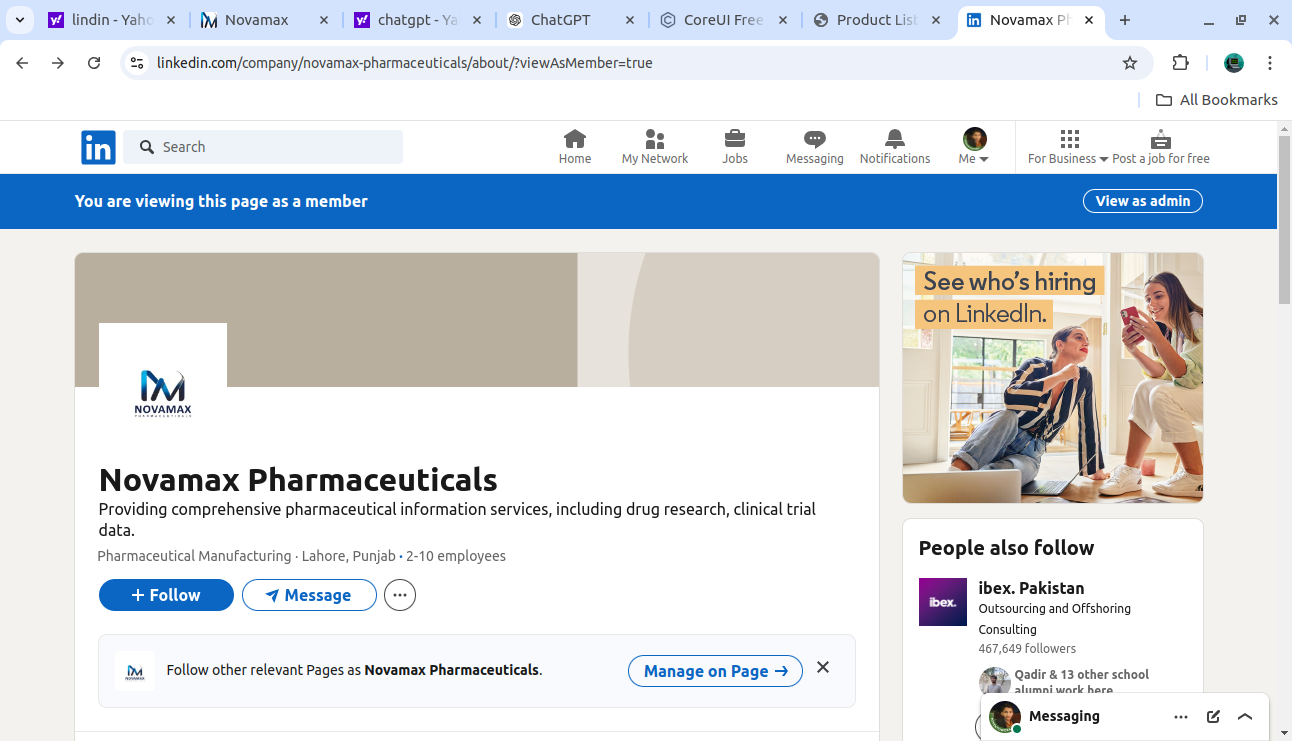 lindin - Yaho
Novamax
chatgpt - Ya
ChatGPT
CoreUI Free
Product List
Novamax Ph
linkedin.com/company/novamax-pharmaceuticals/about/?viewAsMember=true
All Bookmarks
in
Search
Home
My Network
Jobs
Messaging
Notifications
Me
For Business
Post a job for free
You are viewing this page as a member
View as admin
See who's hiring
on LinkedIn.
NOVAMAX
PHARMACEUTICALS
Novamax Pharmaceuticals
Providing comprehensive pharmaceutical information services, including drug research, clinical trial
data.
Pharmaceutical Manufacturing · Lahore, Punjab • 2-10 employees
+ Follow
Message
Follow other relevant Pages as Novamax Pharmaceuticals.
Manage on Page →
People also follow
ibex.
ibex. Pakistan
Outsourcing and Offshoring
Consulting
467,649 followers
Qadir & 13 other school
alumni work here
Messaging